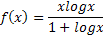 f(x) = xlogx / 1 + logx